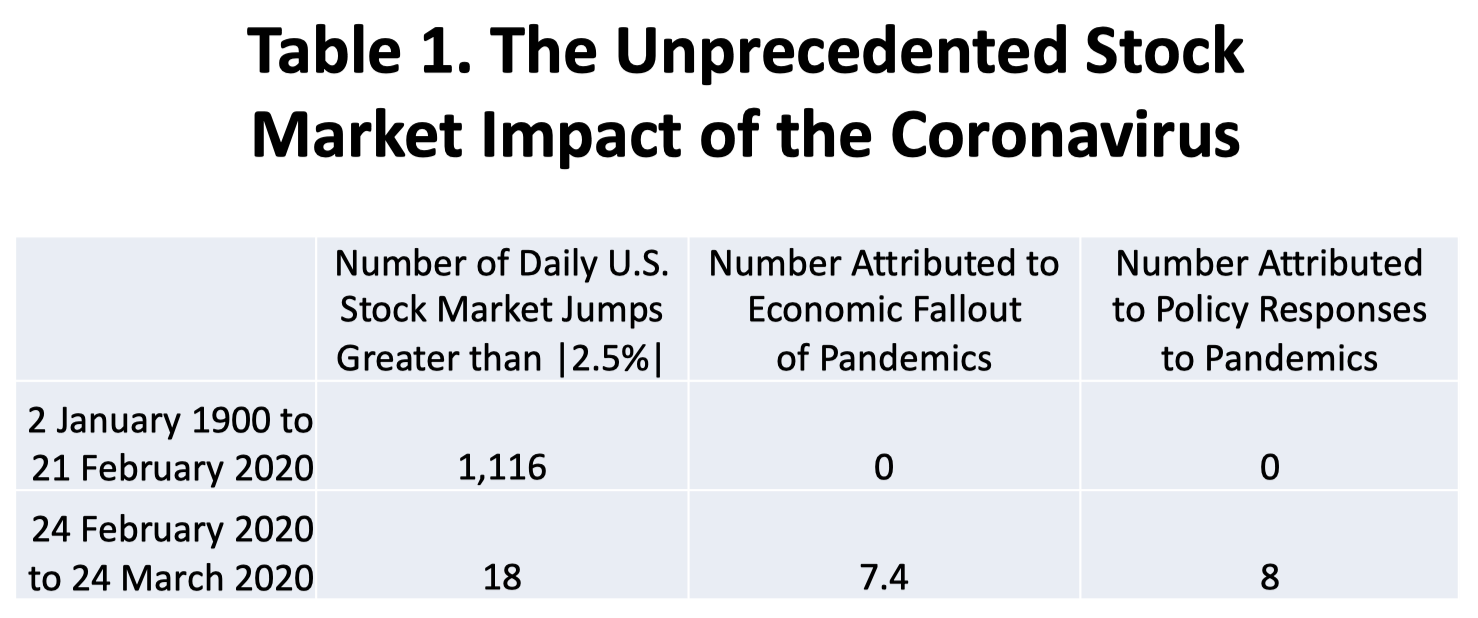 Table 1. The Unprecedented Stock
Market Impact of the Coronavirus
Number of Daily U.S.
Stock Market Jumps
Greater than |2.5%|
Number Attributed to
Economic Fallout
of Pandemics
Number Attributed
to Policy Responses
to Pandemics
2 January 1900 to
21 February 2020
1,116
0
0
24 February 2020
to 24 March 2020
18
7.4
8